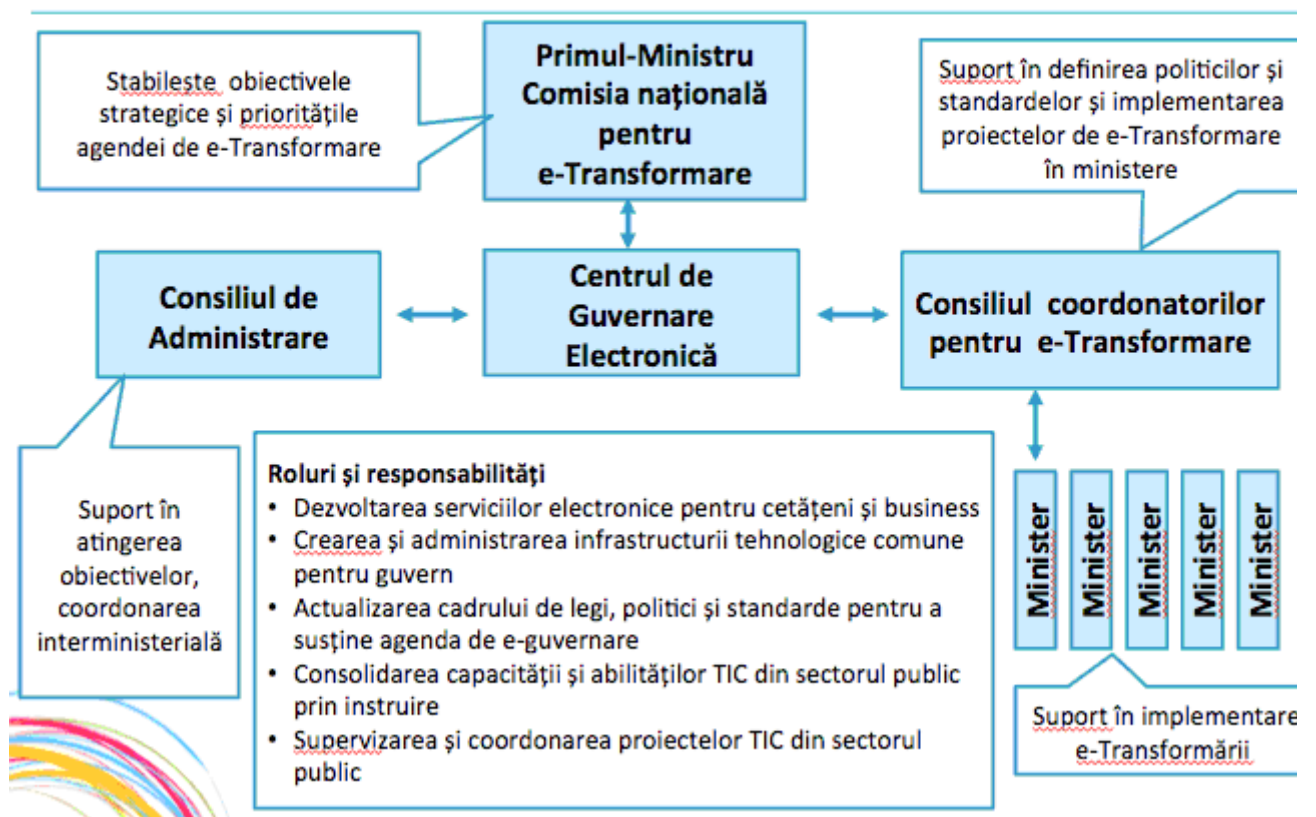 Stabilește obiectivele
strategice și prioritățile
agendei de e-Transformare
Primul-Ministru
Comisia națională
pentru
e-Transformare
Suport în definirea politicilor și
standardelor și implementarea
proiectelor de e-Transformare
în ministere
Consiliul de
Administrare
Centrul de
Guvernare
Electronică
Consiliul coordonatorilor
pentru e-Transformare
Suport în
atingerea
obiectivelor,
coordonarea
interministerială
Roluri și responsabilități
• Dezvoltarea serviciilor electronice pentru cetățeni și business
• Crearea și administrarea infrastructurii tehnologice comune
pentru guvern
• Actualizarea cadrului de legi, politici și standarde pentru a
susține agenda de e-guvernare
• Consolidarea capacității și abilităților TIC din sectorul public
prin instruire
• Supervizarea și coordonarea proiectelor TIC din sectorul
public
Minister
Minister
Minister
Minister
Minister
Suport în implementare
e-Transformării